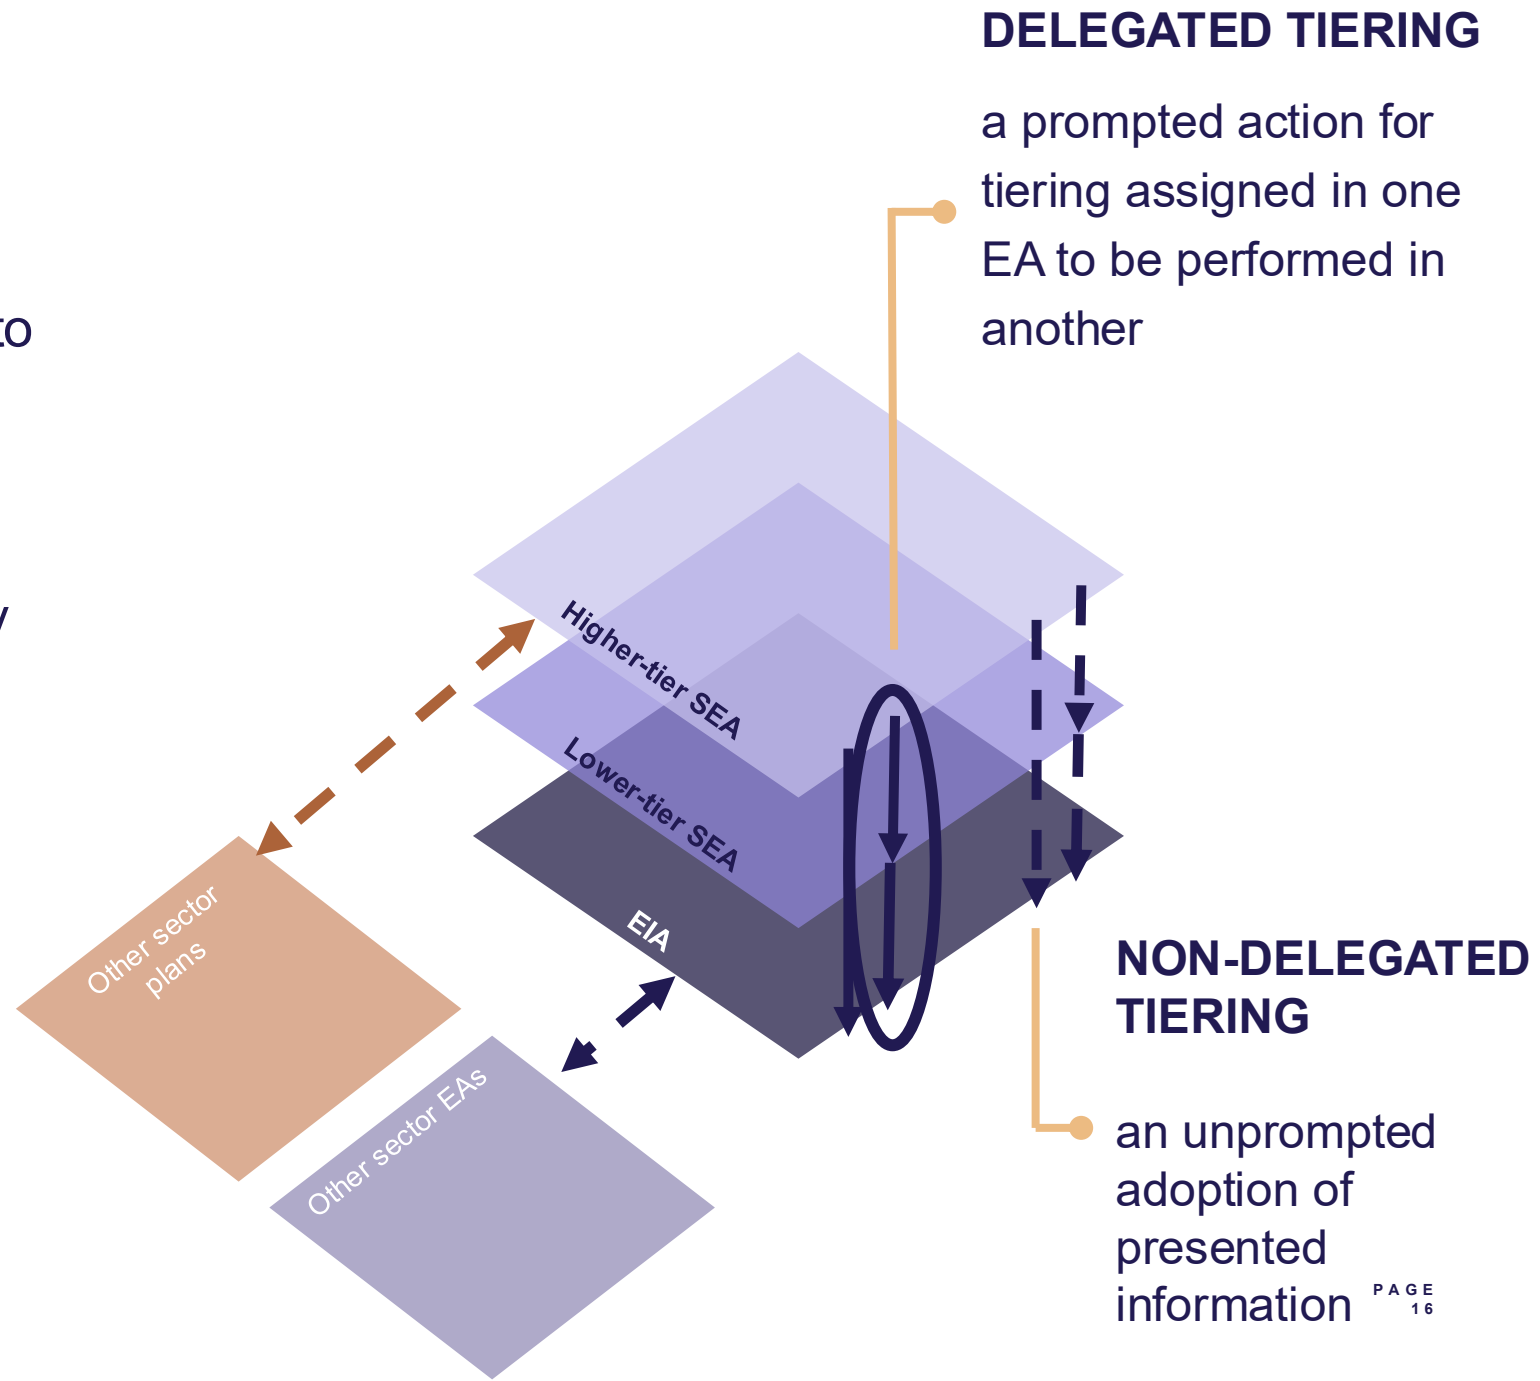 DELEGATED TIERING
a prompted action for
tiering assigned in one
EA to be performed in
another
to
y
Higher-tier SEA
Lower-tier SEA
EIA
Other sector
plans
Other sector EAs
NON-DELEGATED
TIERING
an unprompted
adoption of
presented
information
PAGE
16